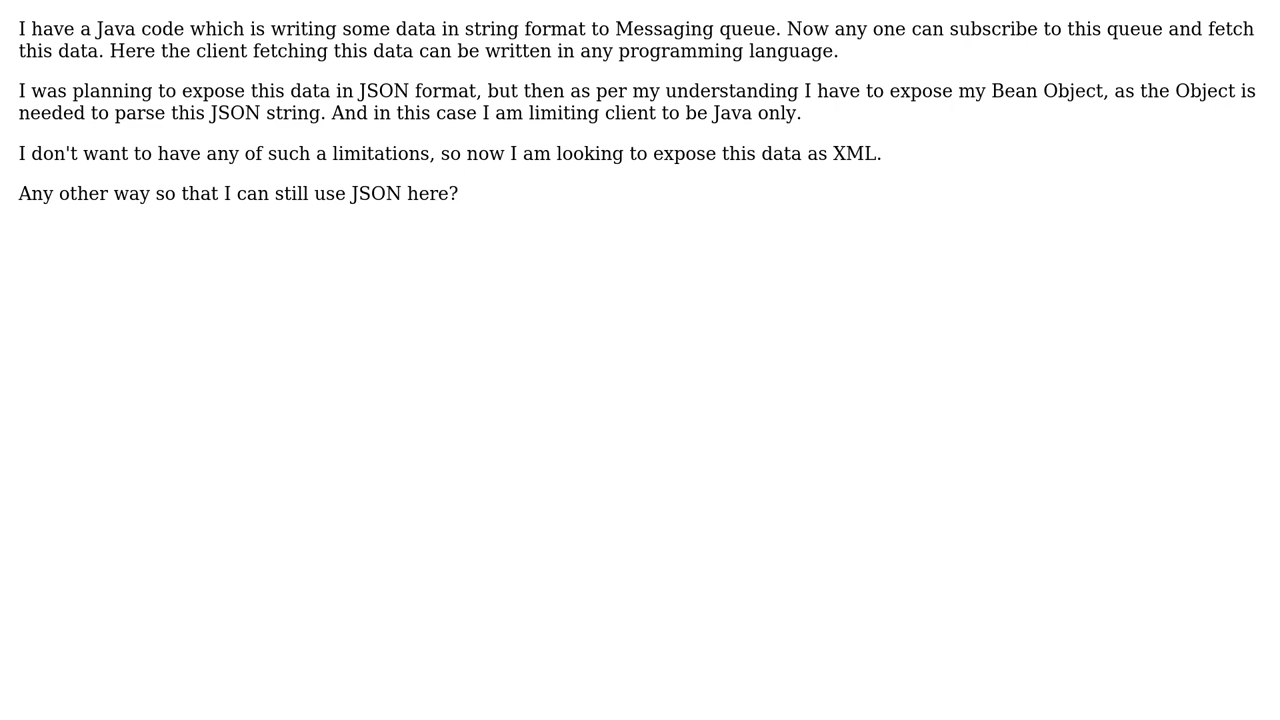 I have a Java code which is writing some data in string format to Messaging queue. Now any one can subscribe to this queue and fetch
this data. Here the client fetching this data can be written in any programming language.
I was planning to expose this data in JSON format, but then as per my understanding I have to expose my Bean Object, as the Object is
needed to parse this JSON string. And in this case I am limiting client to be Java only.
I don't want to have any of such a limitations, so now I am looking to expose this data as XML.
Any other way so that I can still use JSON here?